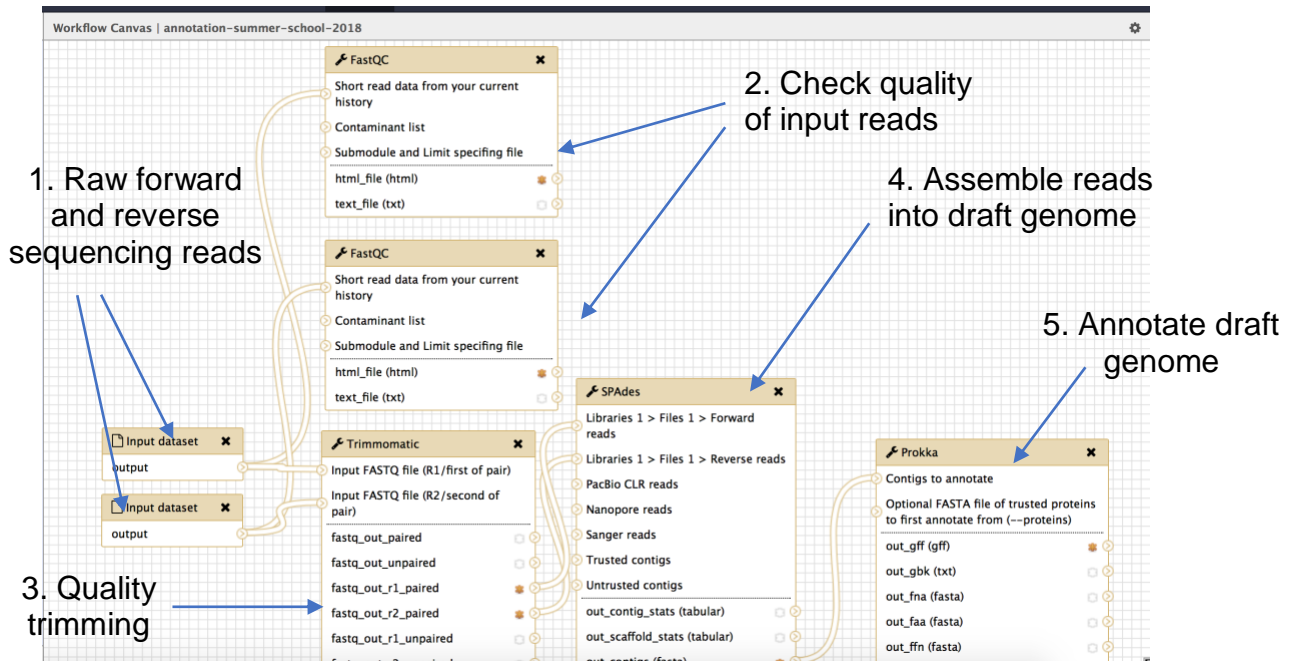 Workflow Canvas | annotation-summer-school-2018
FastQC
Short read data from your current
history
Contaminant list
Submodule and Limit specifing file
html_file (html)
text_file (txt)
2. Check quality
of input reads
1. Raw forward
and reverse
sequencing reads
4. Assemble reads
into draft genome
FastQC
Short read data from your current
history
Contaminant list
Submodule and Limit specifing file
html_file (html)
text_file (txt)
5. Annotate draft
genome
Input dataset
output
Input dataset
output
Trimmomatic
Input FASTQ file (R1/first of pair)
Input FASTQ file (R2/second of
pair)
fastq_out_paired
fastq_out_unpaired
fastq_out_r1_paired
fastq_out_r2_paired
fastq_out_r1_unpaired
3. Quality
trimming
SPAdes
Libraries 1 > Files 1 > Forward
reads
Libraries 1 > Files 1 > Reverse reads
PacBio CLR reads
Nanopore reads
Sanger reads
Trusted contigs
Untrusted contigs
out_contig_stats (tabular)
out_scaffold_stats (tabular)
out_contigs (fasta)
Prokka
Contigs to annotate
Optional FASTA file of trusted proteins
to first annotate from (--proteins)
out_gff (gff)
out_gbk (txt)
out_fna (fasta)
out_faa (fasta)
out_ffn (fasta)